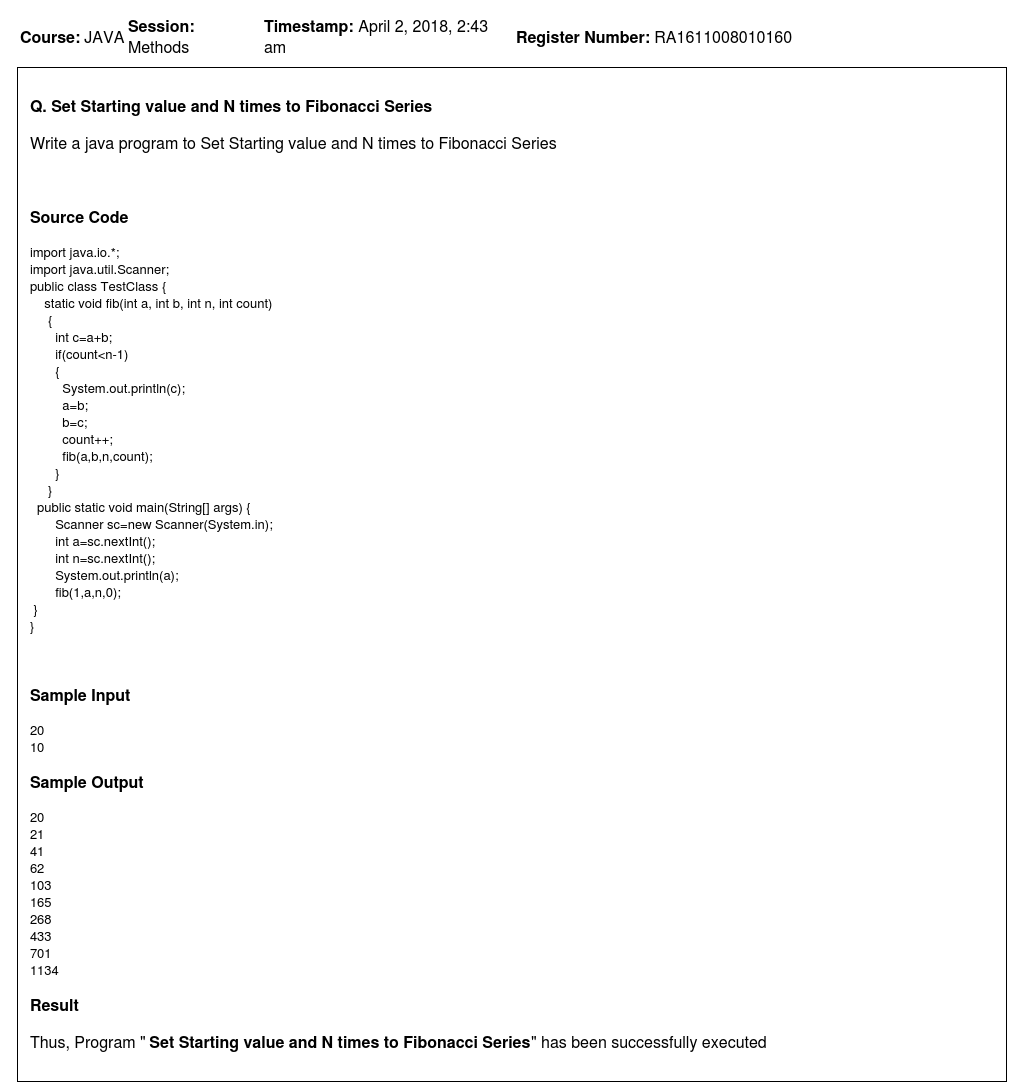 Course: JAVA Session: Methods Timestamp: April 2, 2018, 2:43 am Register Number: RA1611008010160
Q. Set Starting value and N times to Fibonacci Series
Write a java program to Set Starting value and N times to Fibonacci Series
Source Code
import java.io.*;
import java.util.Scanner;
public class TestClass {
    static void fib(int a, int b, int n, int count)
     {
       int c=a+b;
       if(count<n-1)
       {
         System.out.println(c);
         a=b;
         b=c;
         count++;
         fib(a,b,n,count);
       }
     }
  public static void main(String[] args) {
       Scanner sc=new Scanner(System.in);
       int a=sc.nextInt();
       int n=sc.nextInt();
       System.out.println(a);
       fib(1,a,n,0);
 }
}
Sample Input
20
10
Sample Output
20
21
41
62
103
165
268
433
701
1134
Result
Thus, Program " Set Starting value and N times to Fibonacci Series" has been successfully executed